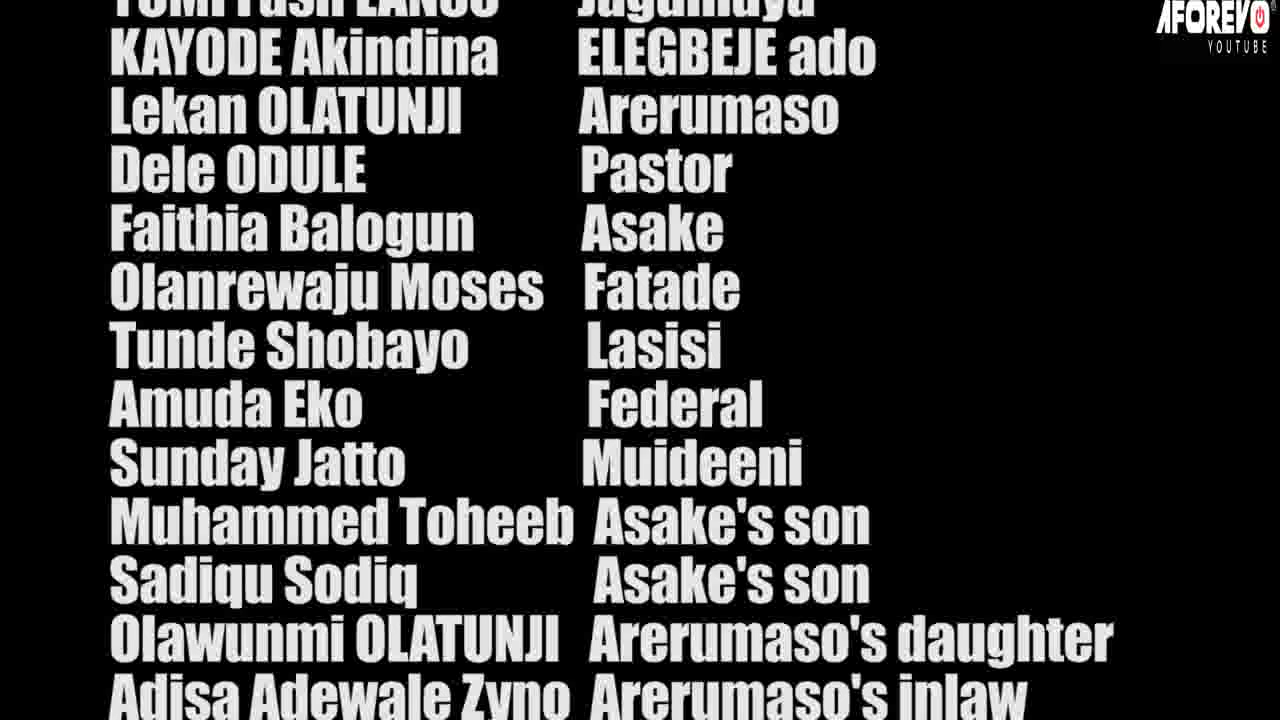 AFOREVO
YOUTUBE
KAYODE Akindina ELEGBEJE ado
Lekan OLATUNJI Arerumaso
Dele ODULE Pastor
Faithia Balogun Asake
Olanrewaju Moses Fatade
Tunde Shobayo Lasisi
Amuda Eko Federal
Sunday Jatto Muideeni
Muhammed Toheeb Asake's son
Sadiqu Sodiq Asake's son
Olawunmi OLATUNJI Arerumaso's daughter
Adisa Adewale Zyno Arerumaso's inlaw